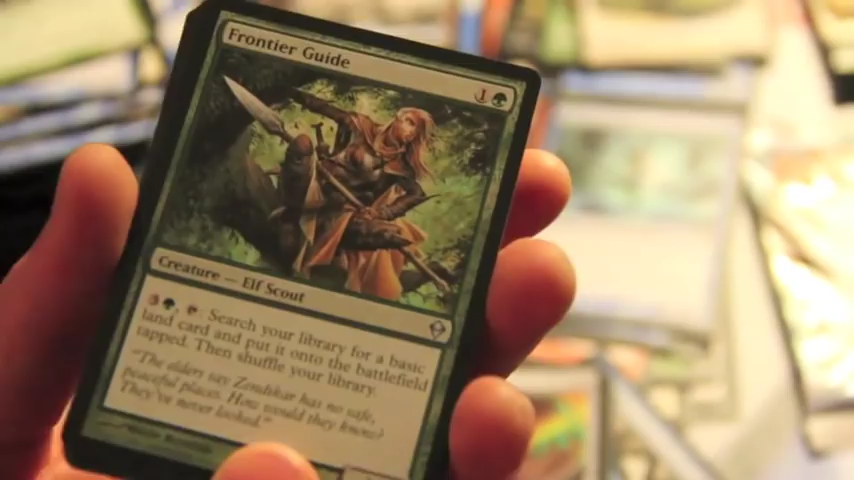 Frontier Guide
1
Creature — Elf Scout
3, : Search your library for a basic
land card and put it onto the battlefield
tapped. Then shuffle your library.
"The elders say Zendikar has no safe,
peaceful places. How would they know?
They've never looked."